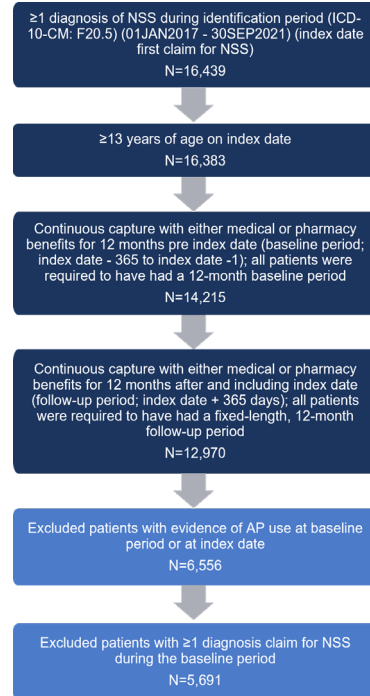 ≥1 diagnosis of NSS during identification period (ICD-
10-CM: F20.5) (01JAN2017 - 30SEP2021) (index date
first claim for NSS)
N=16,439
≥13 years of age on index date
N=16,383
Continuous capture with either medical or pharmacy
benefits for 12 months pre index date (baseline period;
index date - 365 to index date -1); all patients were
required to have had a 12-month baseline period
N=14,215
Continuous capture with either medical or pharmacy
benefits for 12 months after and including index date
(follow-up period; index date + 365 days); all patients
were required to have had a fixed-length, 12-month
follow-up period
N=12,970
Excluded patients with evidence of AP use at baseline
period or at index date
N=6,556
Excluded patients with ≥1 diagnosis claim for NSS
during the baseline period
N=5,691